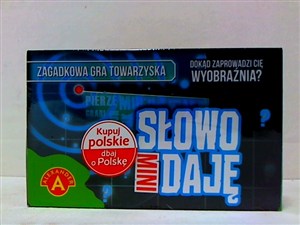 ZAGADKOWA GRA TOWARZYSKA
DOKĄD ZAPROWADZI CIĘ
WYOBRAŹNIA?
Kupuj
polskie
dbaj
o Polskę
SŁOWO
MINI
DAJĘ
A
ALEXANDER